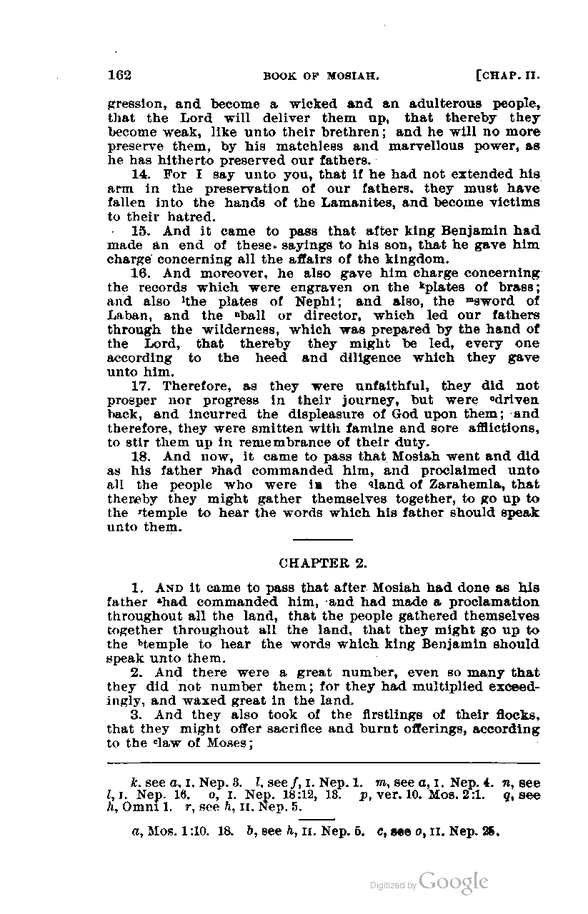 162 BOOK OF MOSIAH. [CHAP. II.
gression, and become a wicked and an adulterous people,
that the Lord will deliver them up, that thereby they
become weak, like unto their brethren; and he will no more
preserve them, by his matchless and marvellous power, as
he has hitherto preserved our fathers.
14. For I say unto you, that if he had not extended his
arm in the preservation of our fathers. they must have
fallen into the hands of the Lamanites, and become victims
to their hatred.
15. And it came to pass that after king Benjamin had
made an end of these. sayings to his son, that he gave him
charge concerning all the affairs of the kingdom.
16. And moreover, he also gave him charge concerning
the records which were engraven on the ᵏplates of brass;
and also ˡthe plates of Nephi; and also, the ᵐsword of
Laban, and the ⁿball or director, which led our fathers
through the wilderness, which was prepared by the hand of
the Lord, that thereby they might be led, every one
according to the heed and diligence which they gave
unto him.
17. Therefore, as they were unfaithful, they did not
prosper nor progress in their journey, but were ᵒdriven
back, and incurred the displeasure of God upon them; and
therefore, they were smitten with famine and sore afflictions,
to stir them up in remembrance of their duty.
18. And now, it came to pass that Mosiah went and did
as his father ᵖhad commanded him, and proclaimed unto
all the people who were in the qland of Zarahemla, that
thereby they might gather themselves together, to go up to
the ʳtemple to hear the words which his father should speak
unto them.
CHAPTER 2.
1. AND it came to pass that after Mosiah had done as his
father ᵃhad commanded him, and had made a proclamation
throughout all the land, that the people gathered themselves
together throughout all the land, that they might go up to
the ᵇtemple to hear the words which king Benjamin should
speak unto them.
2. And there were a great number, even so many that
they did not number them; for they had multiplied exceed-
ingly, and waxed great in the land.
3. And they also took of the firstlings of their flocks,
that they might offer sacrifice and burnt offerings, according
to the ᶜlaw of Moses;
k. see a, I. Nep. 3. l, see f, I. Nep. 1. m, see a, I. Nep. 4. n, see
l, I. Nep. 16. o, I. Nep. 18:12, 13. p, ver. 10. Mos. 2:1. q, see
h, Omni 1. r, see h, II. Nep. 5.
a, Mos. 1:10. 18. b, see h, II. Nep. 5. c, see o, II. Nep. 25.
Digitized by Google